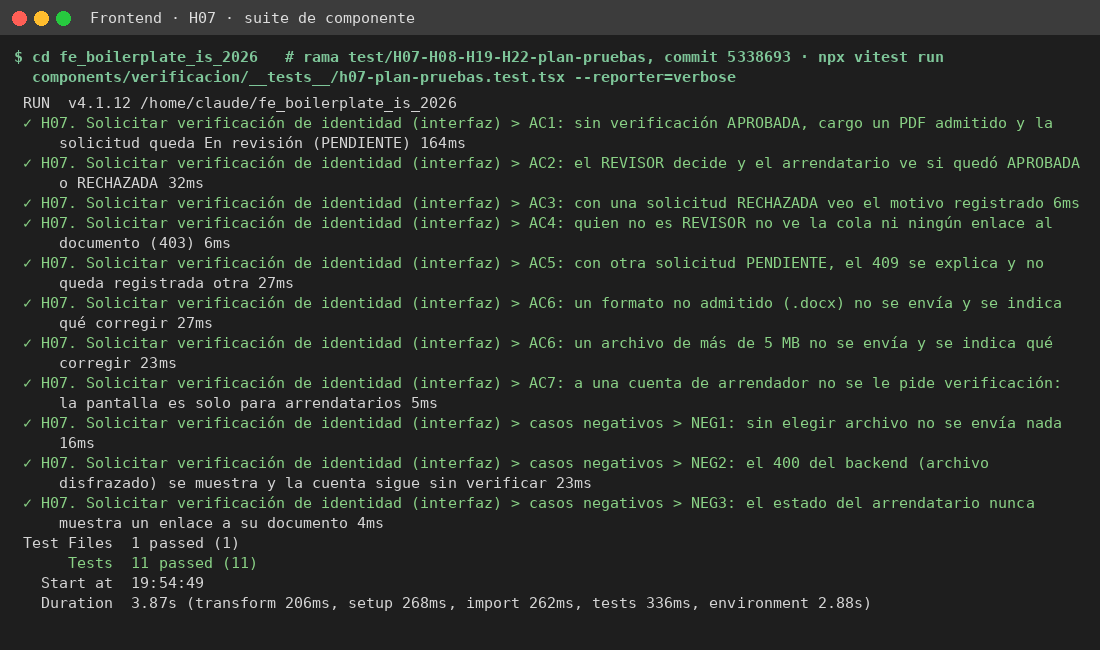 Frontend · H07 · suite de componente
$ cd fe_boilerplate_is_2026   # rama test/H07-H08-H19-H22-plan-pruebas, commit 5338693 · npx vitest run
components/verificacion/__tests__/h07-plan-pruebas.test.tsx --reporter=verbose
RUN  v4.1.12 /home/claude/fe_boilerplate_is_2026
✓ H07. Solicitar verificación de identidad (interfaz) > AC1: sin verificación APROBADA, cargo un PDF admitido y la
solicitud queda En revisión (PENDIENTE) 164ms
✓ H07. Solicitar verificación de identidad (interfaz) > AC2: el REVISOR decide y el arrendatario ve si quedó APROBADA
o RECHAZADA 32ms
✓ H07. Solicitar verificación de identidad (interfaz) > AC3: con una solicitud RECHAZADA veo el motivo registrado 6ms
✓ H07. Solicitar verificación de identidad (interfaz) > AC4: quien no es REVISOR no ve la cola ni ningún enlace al
documento (403) 6ms
✓ H07. Solicitar verificación de identidad (interfaz) > AC5: con otra solicitud PENDIENTE, el 409 se explica y no
queda registrada otra 27ms
✓ H07. Solicitar verificación de identidad (interfaz) > AC6: un formato no admitido (.docx) no se envía y se indica
qué corregir 27ms
✓ H07. Solicitar verificación de identidad (interfaz) > AC6: un archivo de más de 5 MB no se envía y se indica qué
corregir 23ms
✓ H07. Solicitar verificación de identidad (interfaz) > AC7: a una cuenta de arrendador no se le pide verificación:
la pantalla es solo para arrendatarios 5ms
✓ H07. Solicitar verificación de identidad (interfaz) > casos negativos > NEG1: sin elegir archivo no se envía nada
16ms
✓ H07. Solicitar verificación de identidad (interfaz) > casos negativos > NEG2: el 400 del backend (archivo
disfrazado) se muestra y la cuenta sigue sin verificar 23ms
✓ H07. Solicitar verificación de identidad (interfaz) > casos negativos > NEG3: el estado del arrendatario nunca
muestra un enlace a su documento 4ms
Test Files  1 passed (1)
Tests  11 passed (11)
Start at  19:54:49
Duration  3.87s (transform 206ms, setup 268ms, import 262ms, tests 336ms, environment 2.88s)